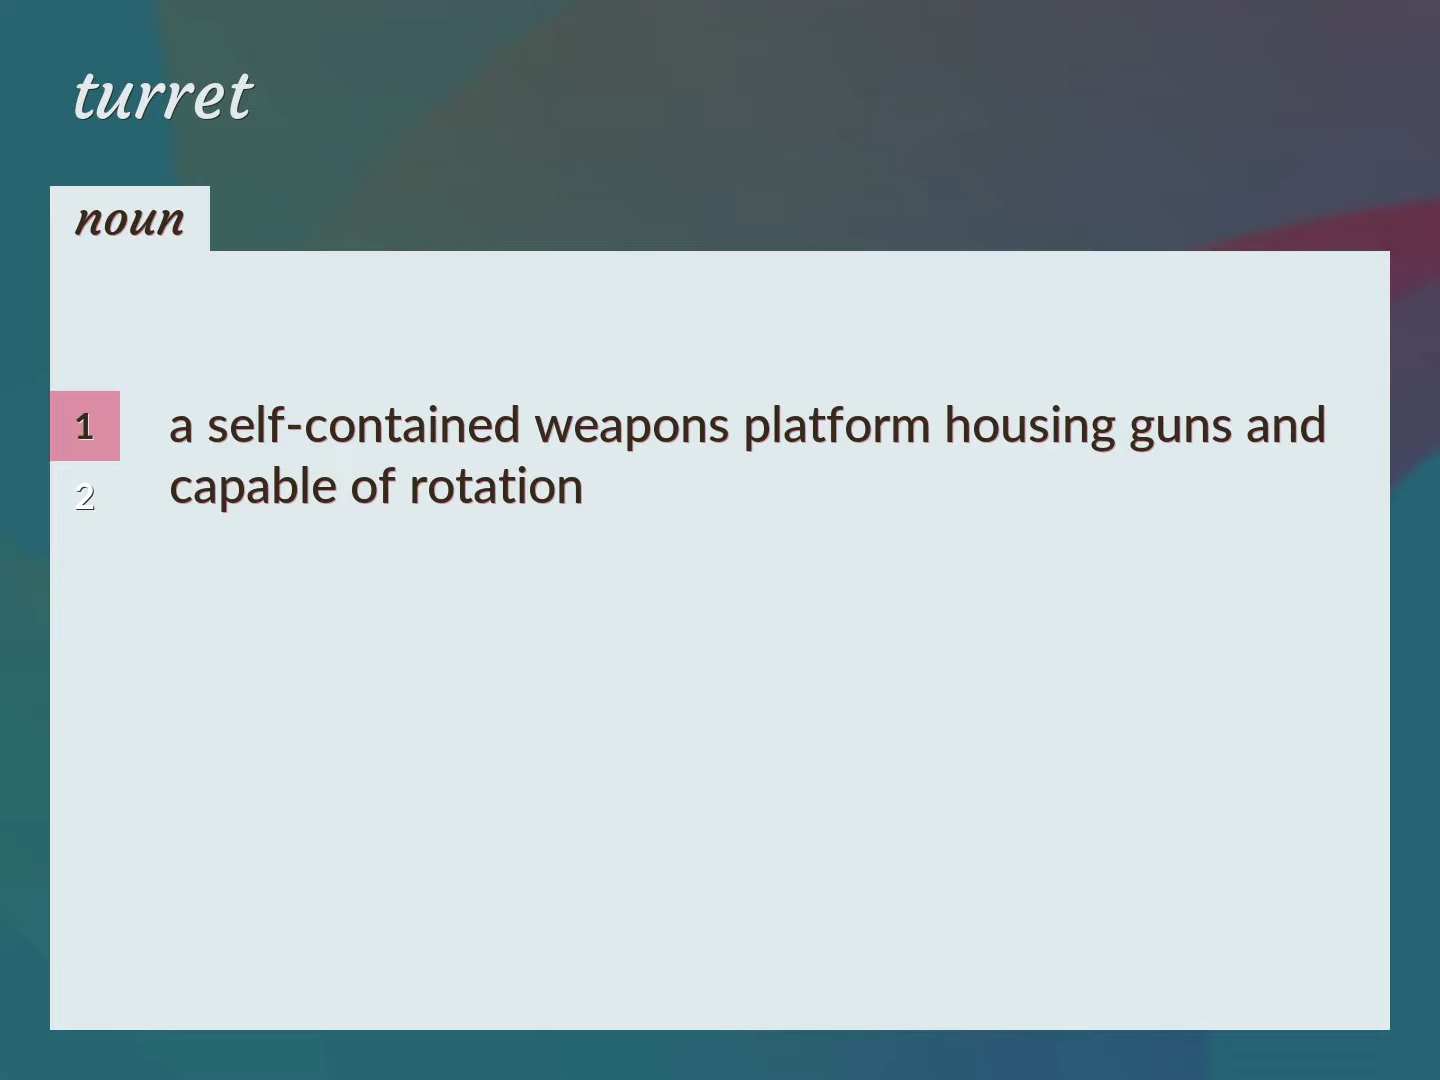 turret
noun
1
a self-contained weapons platform housing guns and
capable of rotation
2